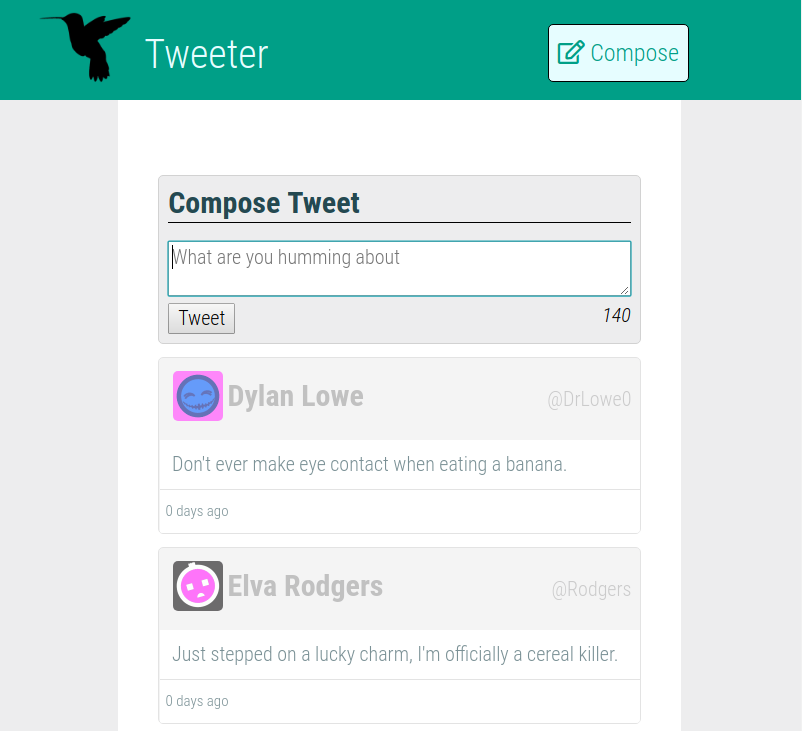 Tweeter
Compose
Compose Tweet
What are you humming about
Tweet
140
Dylan Lowe
@DrLowe0
Don't ever make eye contact when eating a banana.
0 days ago
Elva Rodgers
@Rodgers
Just stepped on a lucky charm, I'm officially a cereal killer.
0 days ago